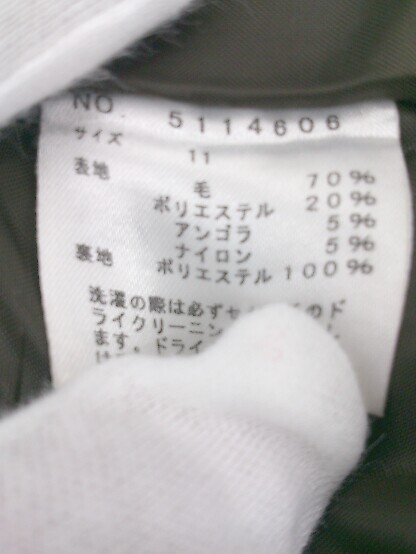 NO. 5114606
サイズ 11
表地 毛 70%
ポリエステル 20%
アンゴラ 5%
ナイロン 5%
裏地 ポリエステル 100%
洗濯の際は必ずセ のド
ライクリーニン
ます。ドライ